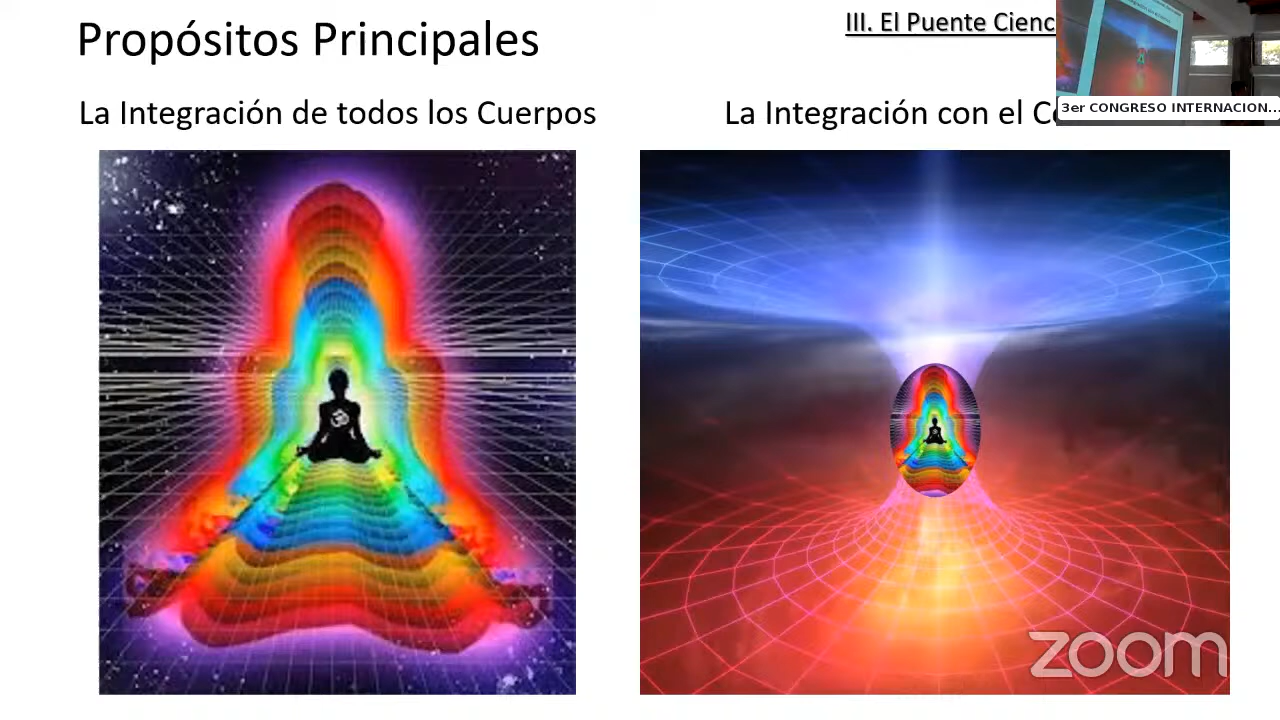 Propósitos Principales
III. El Puente
3er CONGRESO INTERNACION...
La Integración de todos los Cuerpos
La Integración con el
zoom